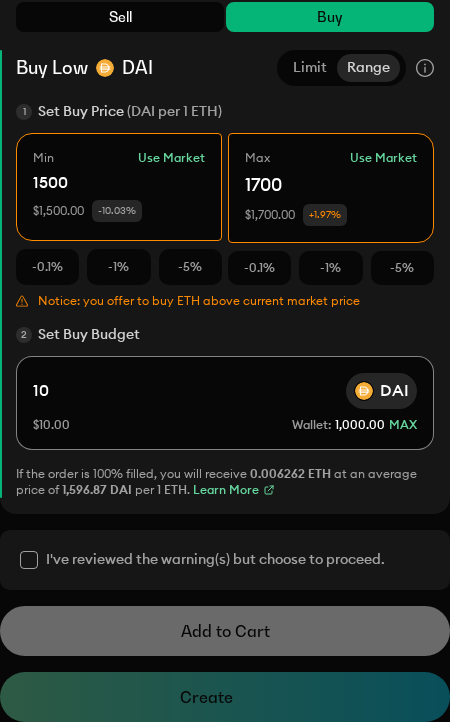 Sell Buy
Buy Low DAI Limit Range
1 Set Buy Price (DAI per 1 ETH)
Min Use Market Max Use Market
1500 1700
$1,500.00 -10.03% $1,700.00 +1.97%
-0.1% -1% -5% -0.1% -1% -5%
Notice: you offer to buy ETH above current market price
2 Set Buy Budget
10 DAI
$10.00 Wallet: 1,000.00 MAX
If the order is 100% filled, you will receive 0.006262 ETH at an average
price of 1,596.87 DAI per 1 ETH. Learn More
I've reviewed the warning(s) but choose to proceed.
Add to Cart
Create